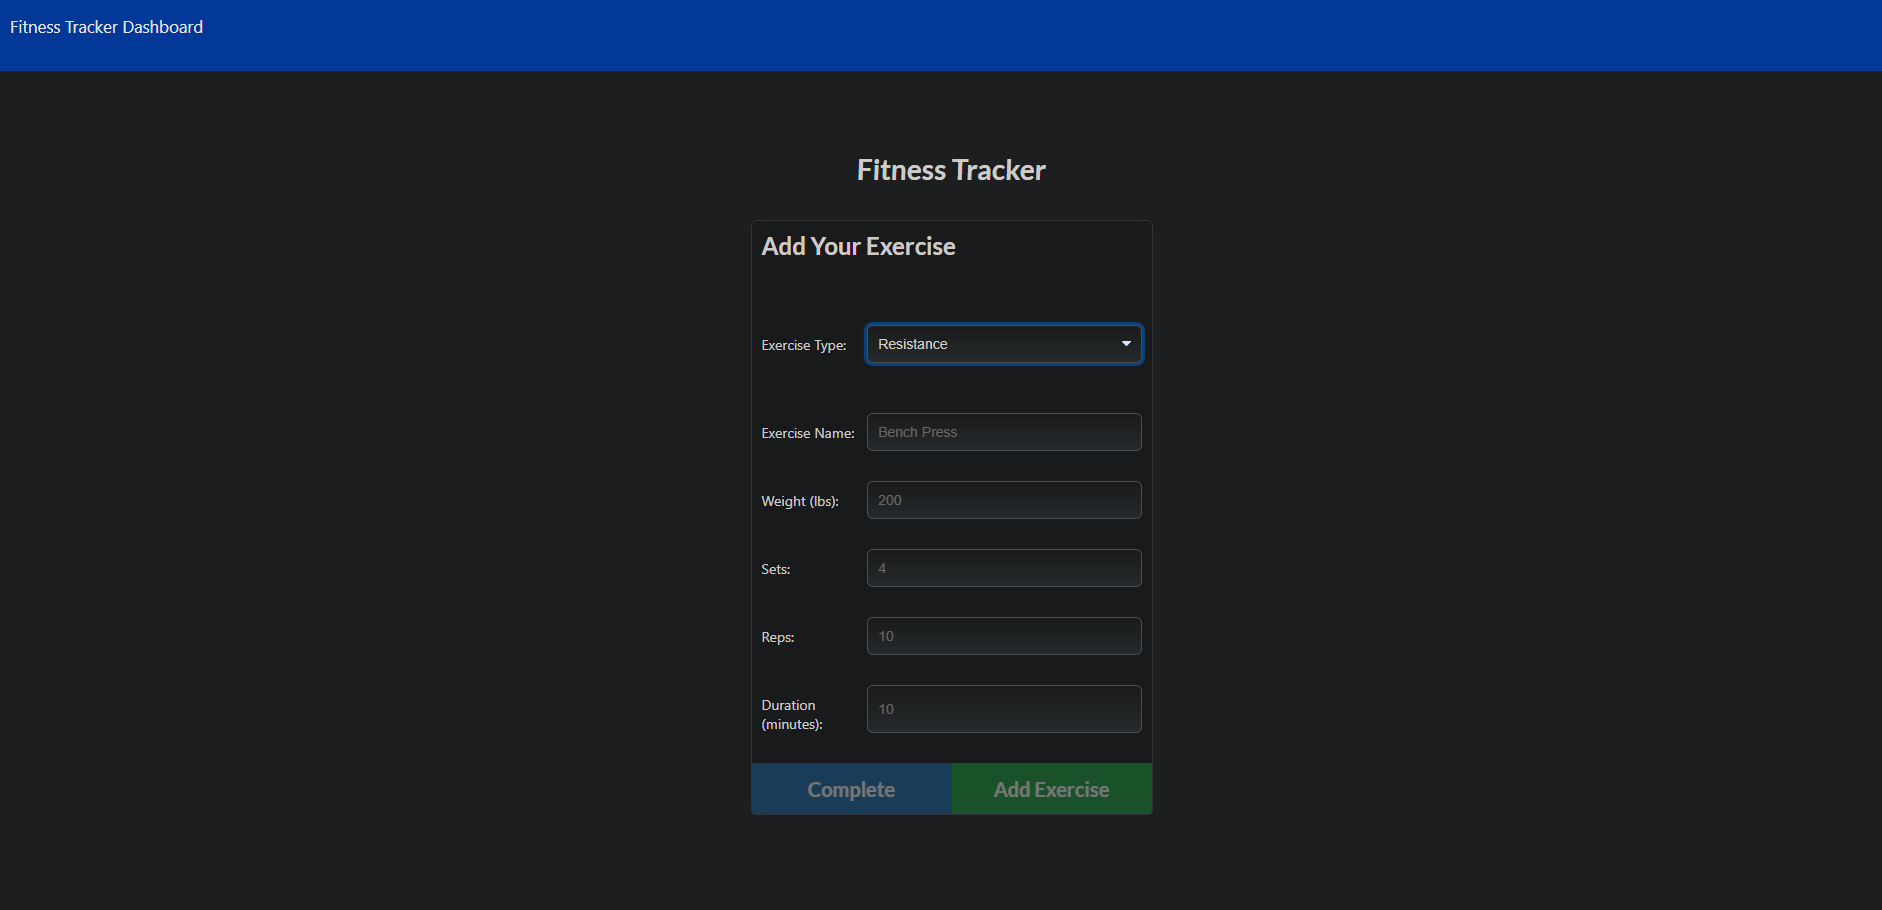 Fitness Tracker Dashboard
Fitness Tracker
Add Your Exercise
Exercise Type: Resistance
Exercise Name: Bench Press
Weight (lbs): 200
Sets: 4
Reps: 10
Duration
(minutes): 10
Complete Add Exercise